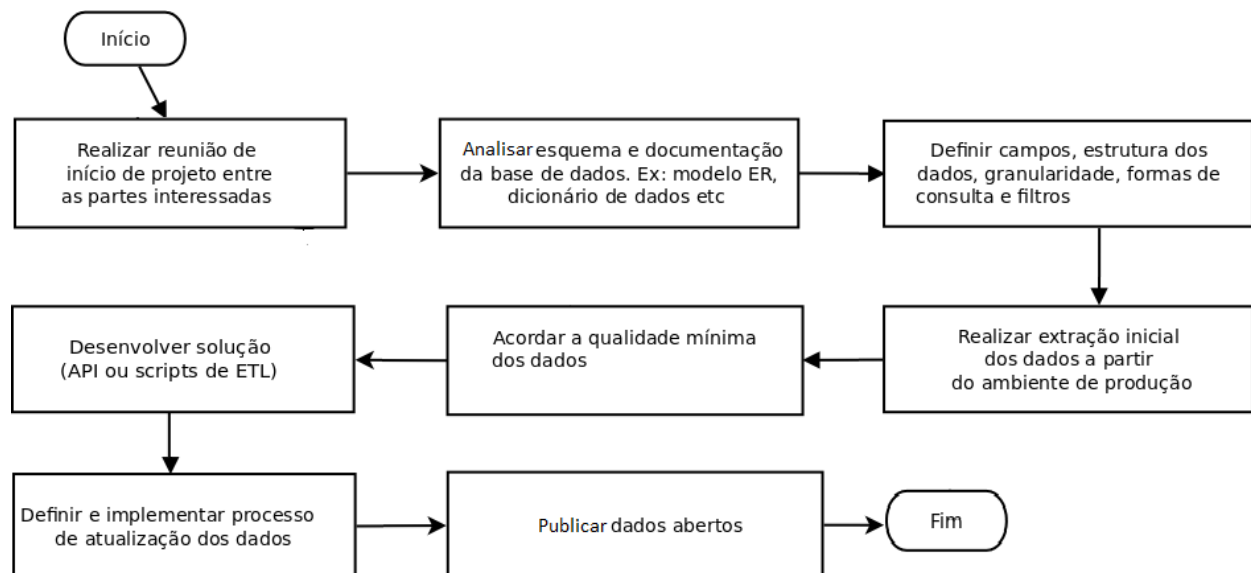 Início
Realizar reunião de
início de projeto entre
as partes interessadas
Analisar esquema e documentação
da base de dados. Ex: modelo ER,
dicionário de dados etc
Definir campos, estrutura dos
dados, granularidade, formas de
consulta e filtros
Realizar extração inicial
dos dados a partir
do ambiente de produção
Acordar a qualidade mínima
dos dados
Desenvolver solução
(API ou scripts de ETL)
Definir e implementar processo
de atualização dos dados
Publicar dados abertos
Fim